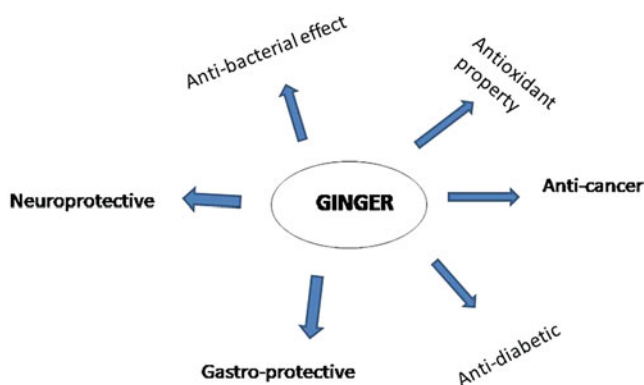 Anti-bacterial effect
Antioxidant
property
Neuroprotective
GINGER
Anti-cancer
Gastro-protective
Anti-diabetic